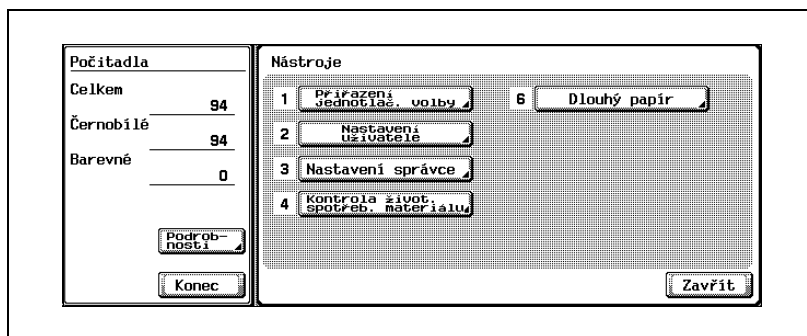 Počitadla
Celkem
94
Černobílé
94
Barevné
0
Podrob-
nosti
Konec
Nástroje
1 Přiřazení
jednotlač. volby
2 Nastavení
uživatele
3 Nastavení správce
4 Kontrola život.
spotřeb. materiálu
6 Dlouhý papír
Zavřít